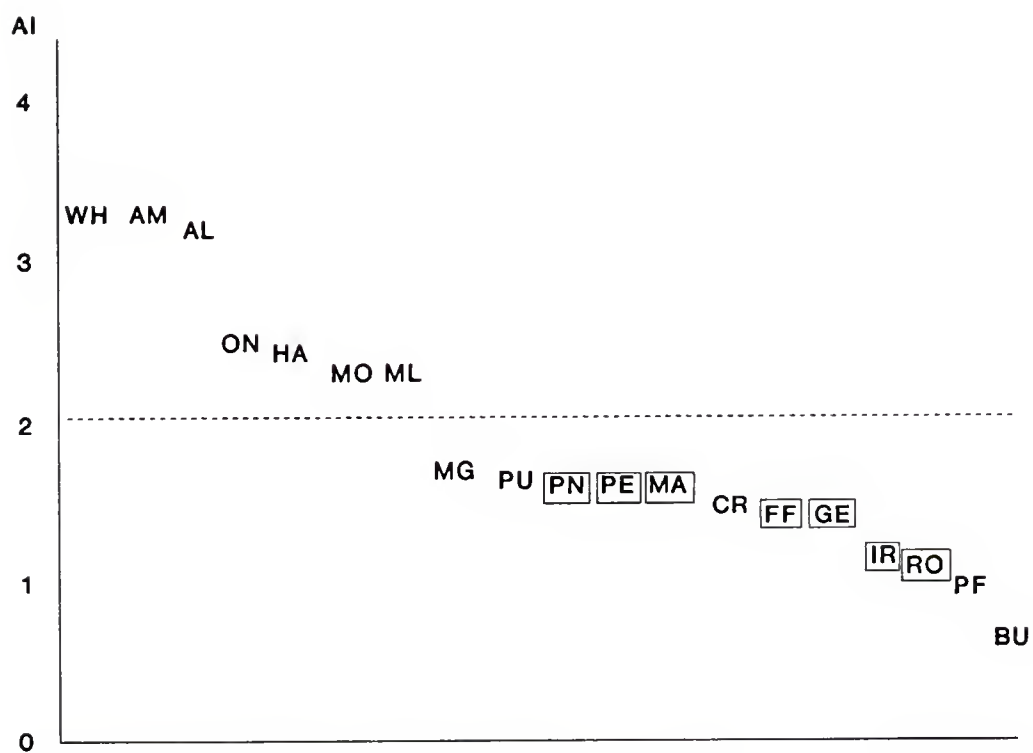 AI
4
WH AM AL
3
ON HA
MO ML
2
MG PU PN PE MA
CR FF GE
IR RO
1
PF
BU
0